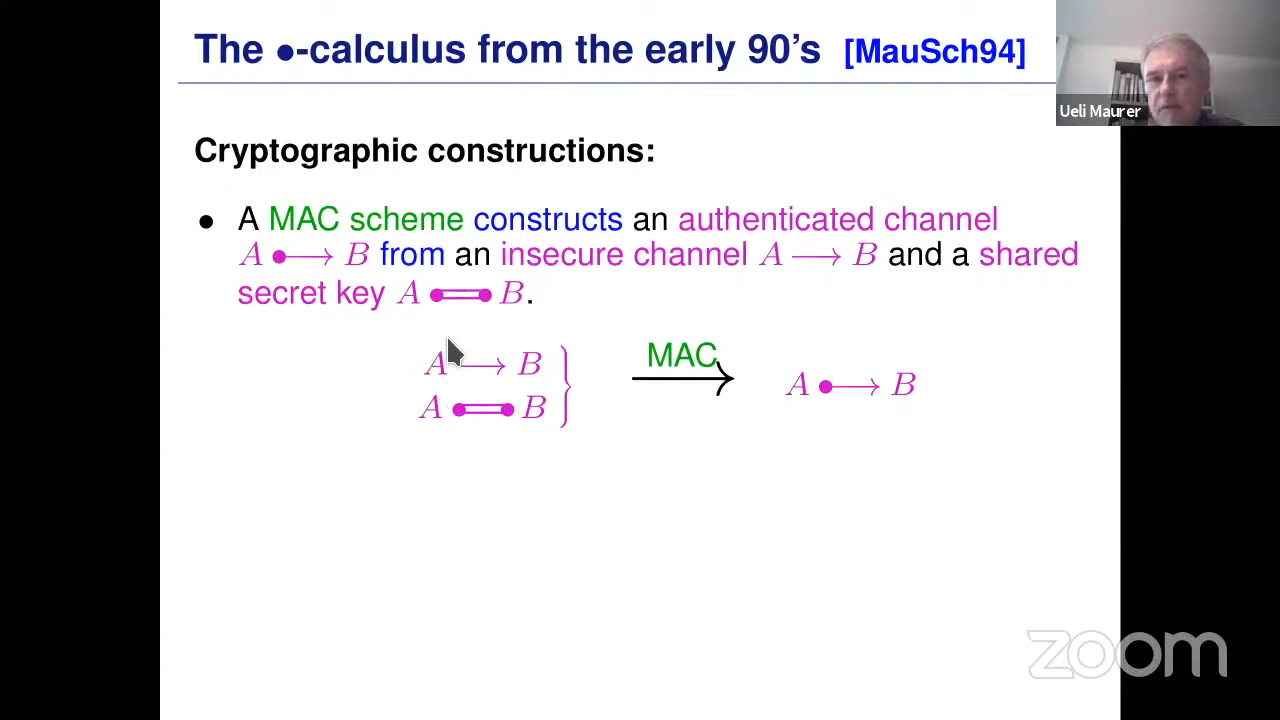 The •-calculus from the early 90's [MauSch94]
Ueli Maurer
Cryptographic constructions:
• A MAC scheme constructs an authenticated channel
A •⟶ B from an insecure channel A ⟶ B and a shared
secret key A •═• B.
A ⟶ B
MAC
A •═• B
A •⟶ B
zoom